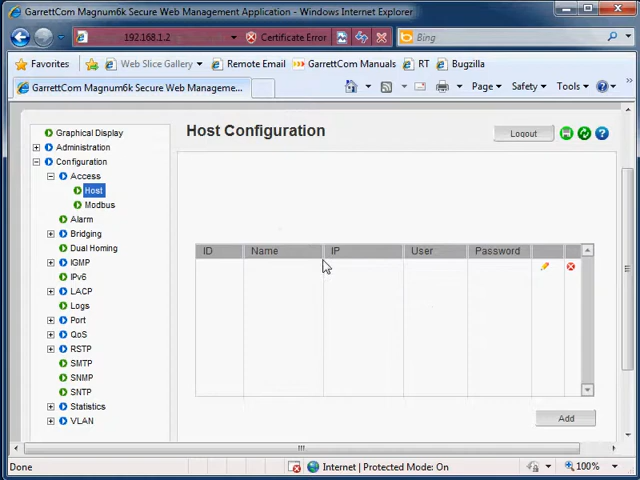 GarrettCom Magnum6k Secure Web Management Application - Windows Internet Explorer
192.168.1.2
Certificate Error
Bing
Favorites
Web Slice Gallery
Remote Email
GarrettCom Manuals
RT
Bugzilla
GarrettCom Magnum6k Secure Web Manageme...
Page
Safety
Tools
Graphical Display
Administration
Configuration
Access
Host
Modbus
Alarm
Bridging
Dual Homing
IGMP
IPv6
LACP
Logs
Port
QoS
RSTP
SMTP
SNMP
SNTP
Statistics
VLAN
Host Configuration
Logout
ID Name IP User Password
Add
Done
Internet | Protected Mode: On
100%